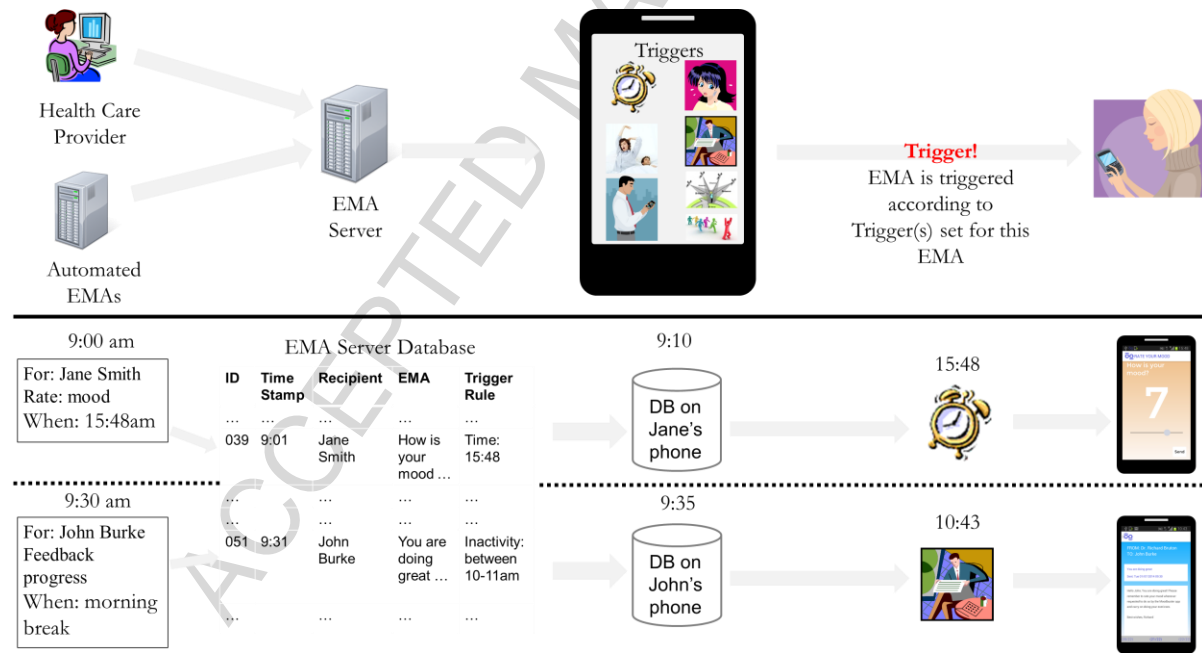 Health Care
Provider
Automated
EMAs
EMA
Server
Triggers
Trigger!
EMA is triggered
according to
Trigger(s) set for this
EMA
ACCEPTED MA
9:00 am
For: Jane Smith
Rate: mood
When: 15:48am
9:30 am
For: John Burke
Feedback
progress
When: morning
break
EMA Server Database
ID Time Stamp Recipient EMA Trigger Rule
… … … … …
039 9:01 Jane Smith How is your mood … Time: 15:48
… … … …
… … … …
051 9:31 John Burke You are doing great … Inactivity: between 10-11am
… … … …
9:10
DB on
Jane’s
phone
15:48
RATE YOUR MOOD
How is your
mood?
7
Send
9:35
DB on
John’s
phone
10:43